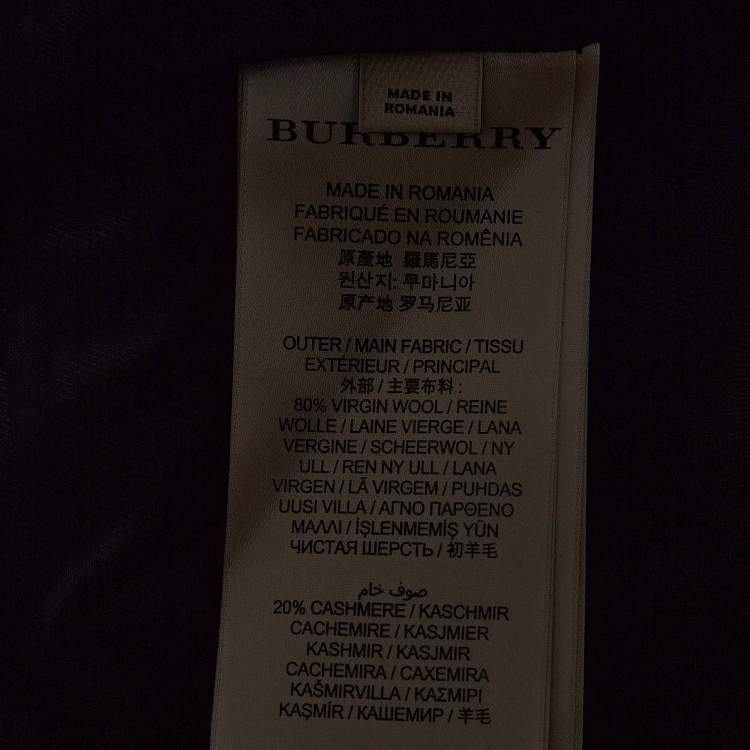 MADE IN
ROMANIA
BURBERRY
MADE IN ROMANIA
FABRIQUÉ EN ROUMANIE
FABRICADO NA ROMÊNIA
原產地 羅馬尼亞
원산지: 루마니아
原产地 罗马尼亚
OUTER / MAIN FABRIC / TISSU
EXTÉRIEUR / PRINCIPAL
外部 / 主要布料 :
80% VIRGIN WOOL / REINE
WOLLE / LAINE VIERGE / LANA
VERGINE / SCHEERWOL / NY
ULL / REN NY ULL / LANA
VIRGEN / LÃ VIRGEM / PUHDAS
UUSI VILLA / ΑΓΝΟ ΠΑΡΘΕΝΟ
ΜΑΛΛΙ / İŞLENMEMİŞ YÜN
ЧИСТАЯ ШЕРСТЬ / 初羊毛
صوف خام
20% CASHMERE / KASCHMIR
CACHEMIRE / KASJMIER
KASHMIR / KASJMIR
CACHEMIRA / CAXEMIRA
KAŠMIRVILLA / ΚΑΣΜΙΡΙ
KAŞMİR / КАШЕМИР / 羊毛